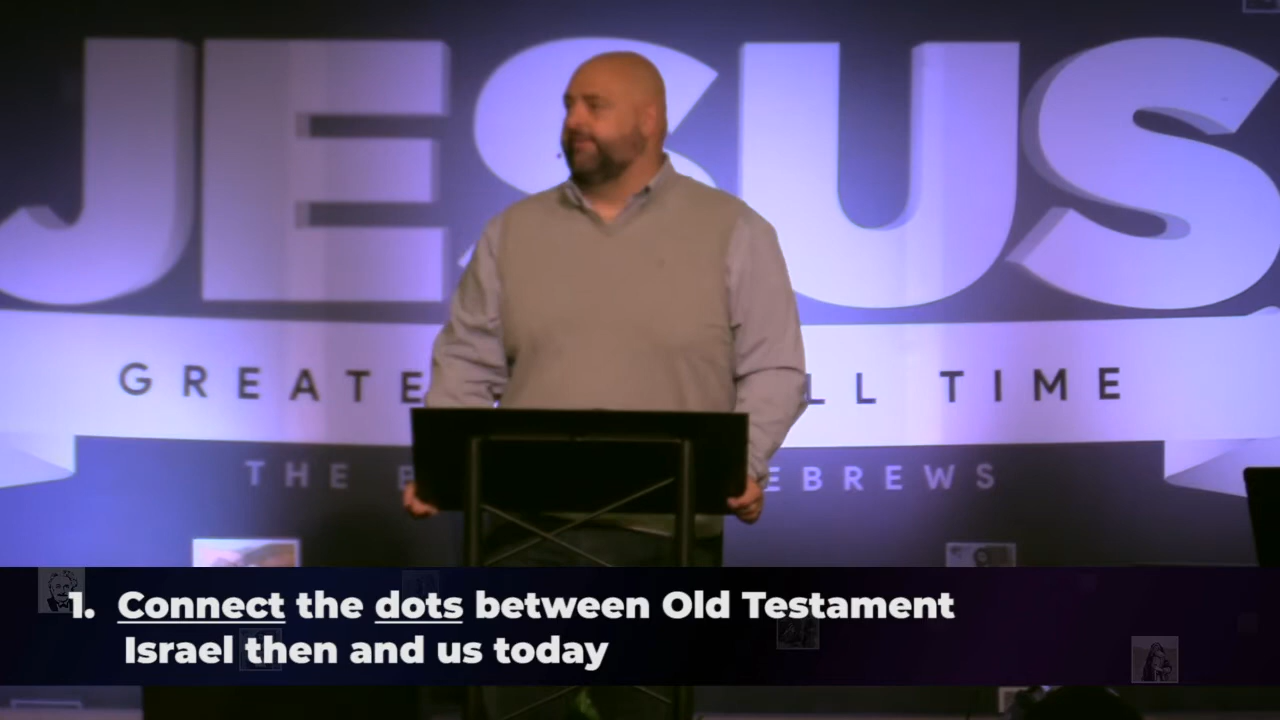 JESUS
GREATE LL TIME
THE EBREWS
1. Connect the dots between Old Testament
Israel then and us today